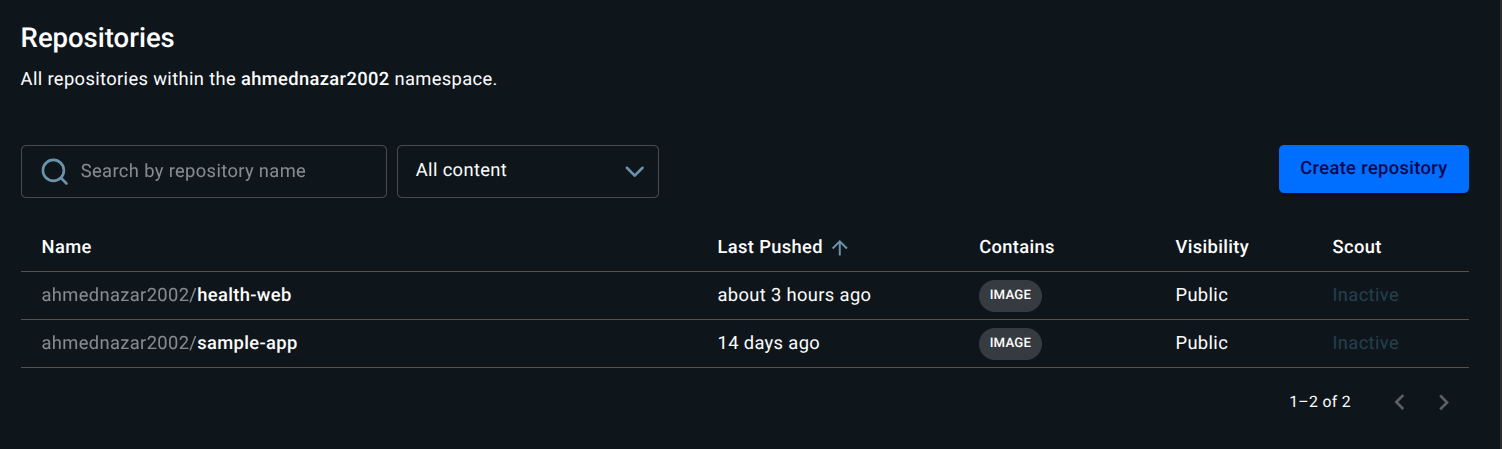 Repositories
All repositories within the ahmednazar2002 namespace.
Search by repository name
All content
Create repository
Name Last Pushed Contains Visibility Scout
ahmednazar2002/health-web about 3 hours ago IMAGE Public Inactive
ahmednazar2002/sample-app 14 days ago IMAGE Public Inactive
1–2 of 2